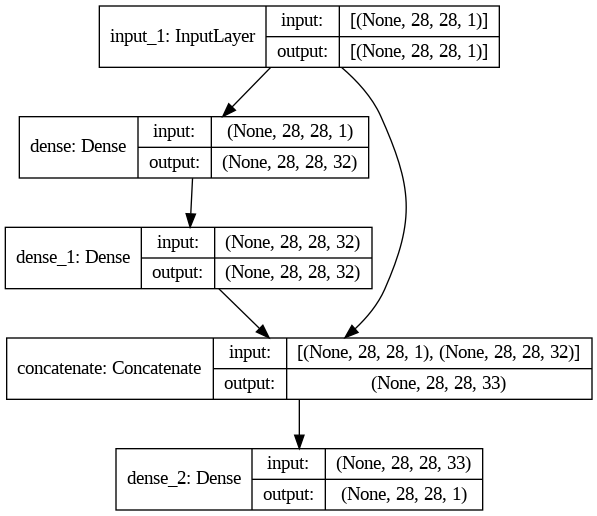 input_1: InputLayer
input: [(None, 28, 28, 1)]
output: [(None, 28, 28, 1)]
dense: Dense
input: (None, 28, 28, 1)
output: (None, 28, 28, 32)
dense_1: Dense
input: (None, 28, 28, 32)
output: (None, 28, 28, 32)
concatenate: Concatenate
input: [(None, 28, 28, 1), (None, 28, 28, 32)]
output: (None, 28, 28, 33)
dense_2: Dense
input: (None, 28, 28, 33)
output: (None, 28, 28, 1)